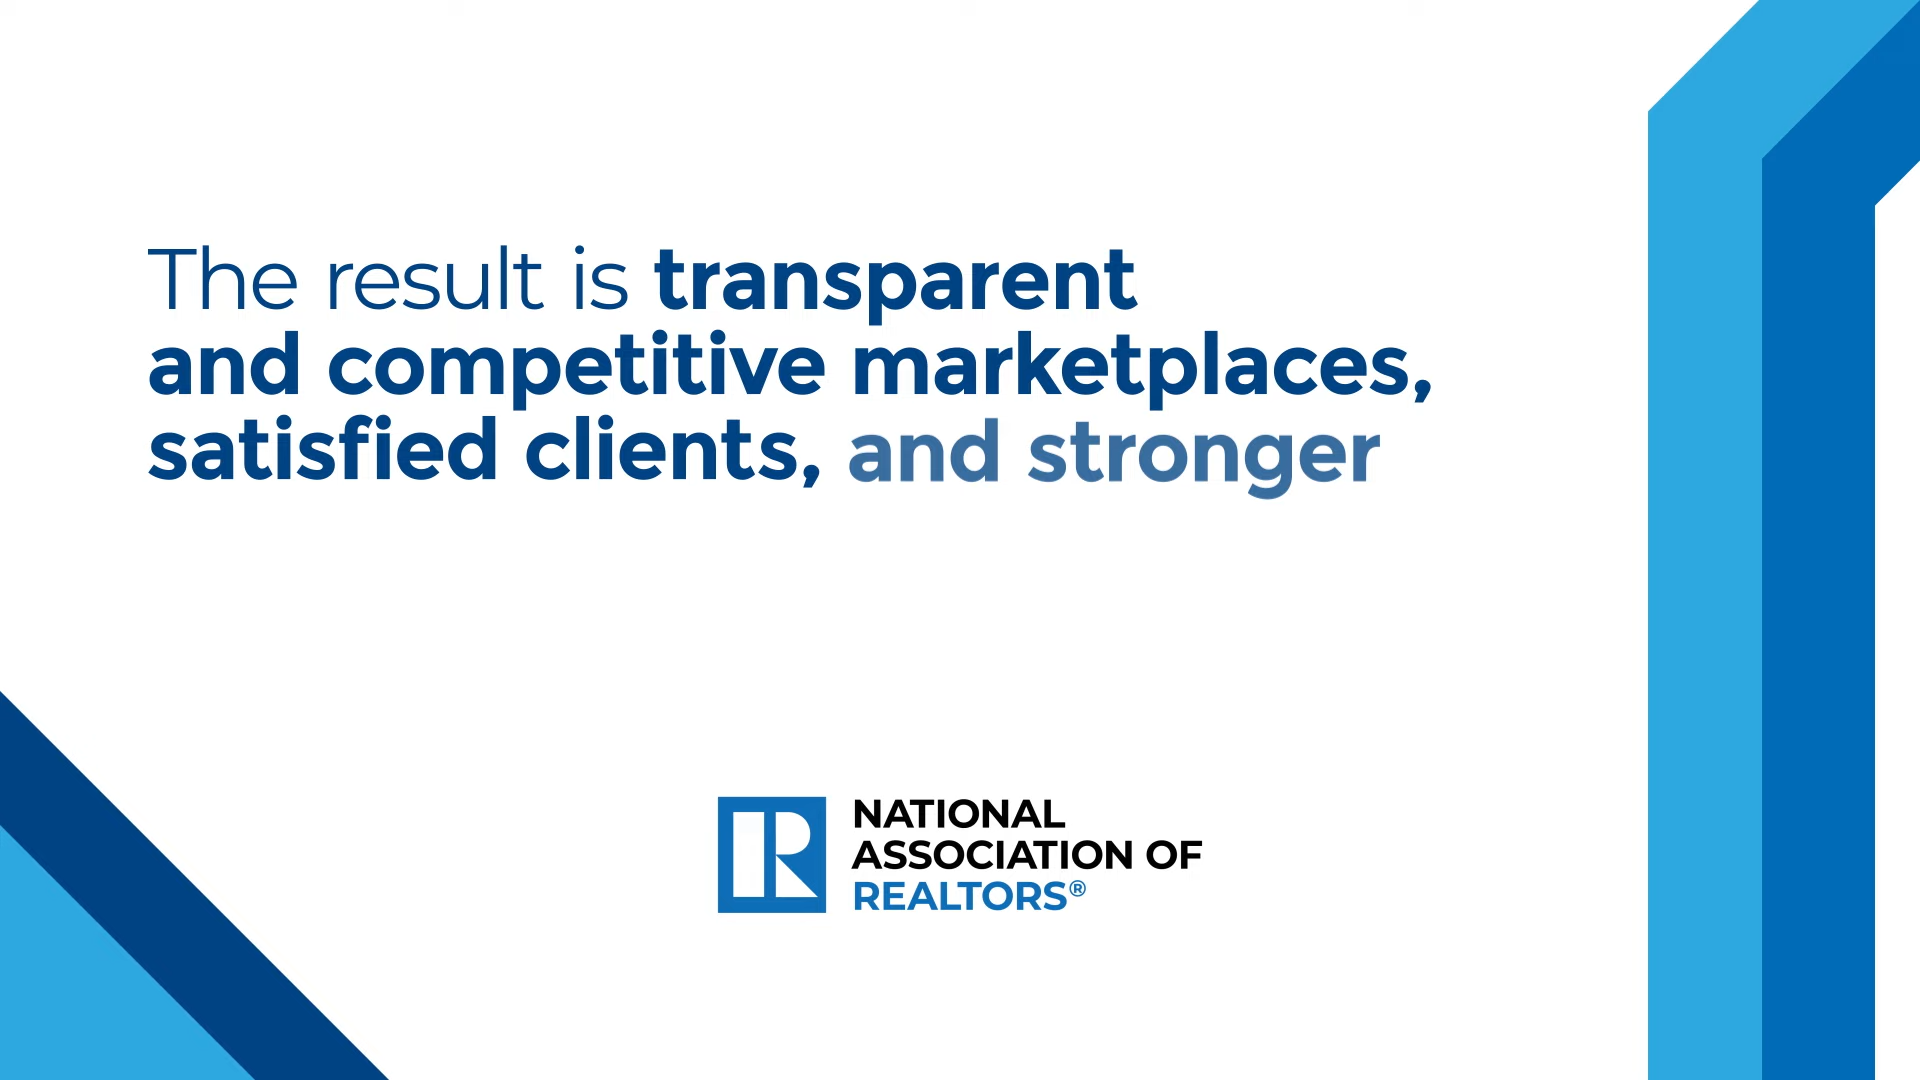 The result is transparent
and competitive marketplaces,
satisfied clients, and stronger
NATIONAL
ASSOCIATION OF
REALTORS®